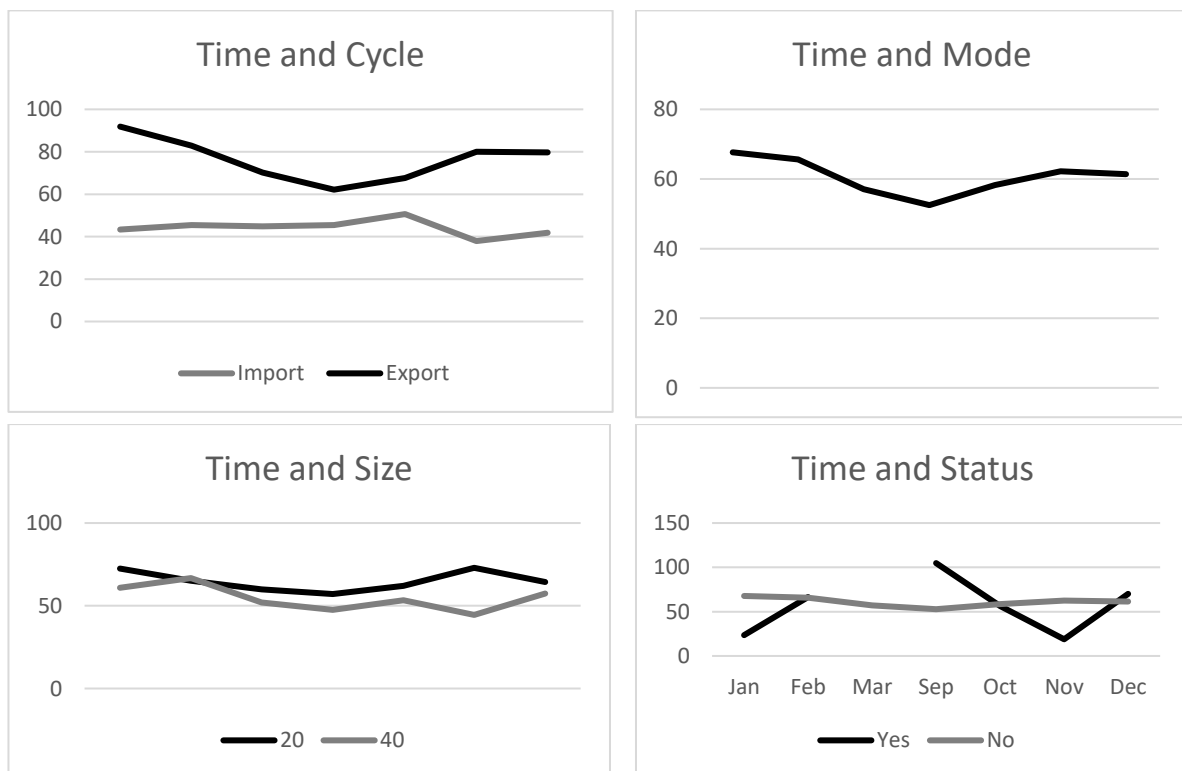 Time and Cycle
100
80
60
40
20
0
Import Export
Time and Mode
80
60
40
20
0
Time and Size
100
50
0
20 40
Time and Status
150
100
50
0
Jan Feb Mar Sep Oct Nov Dec
Yes No